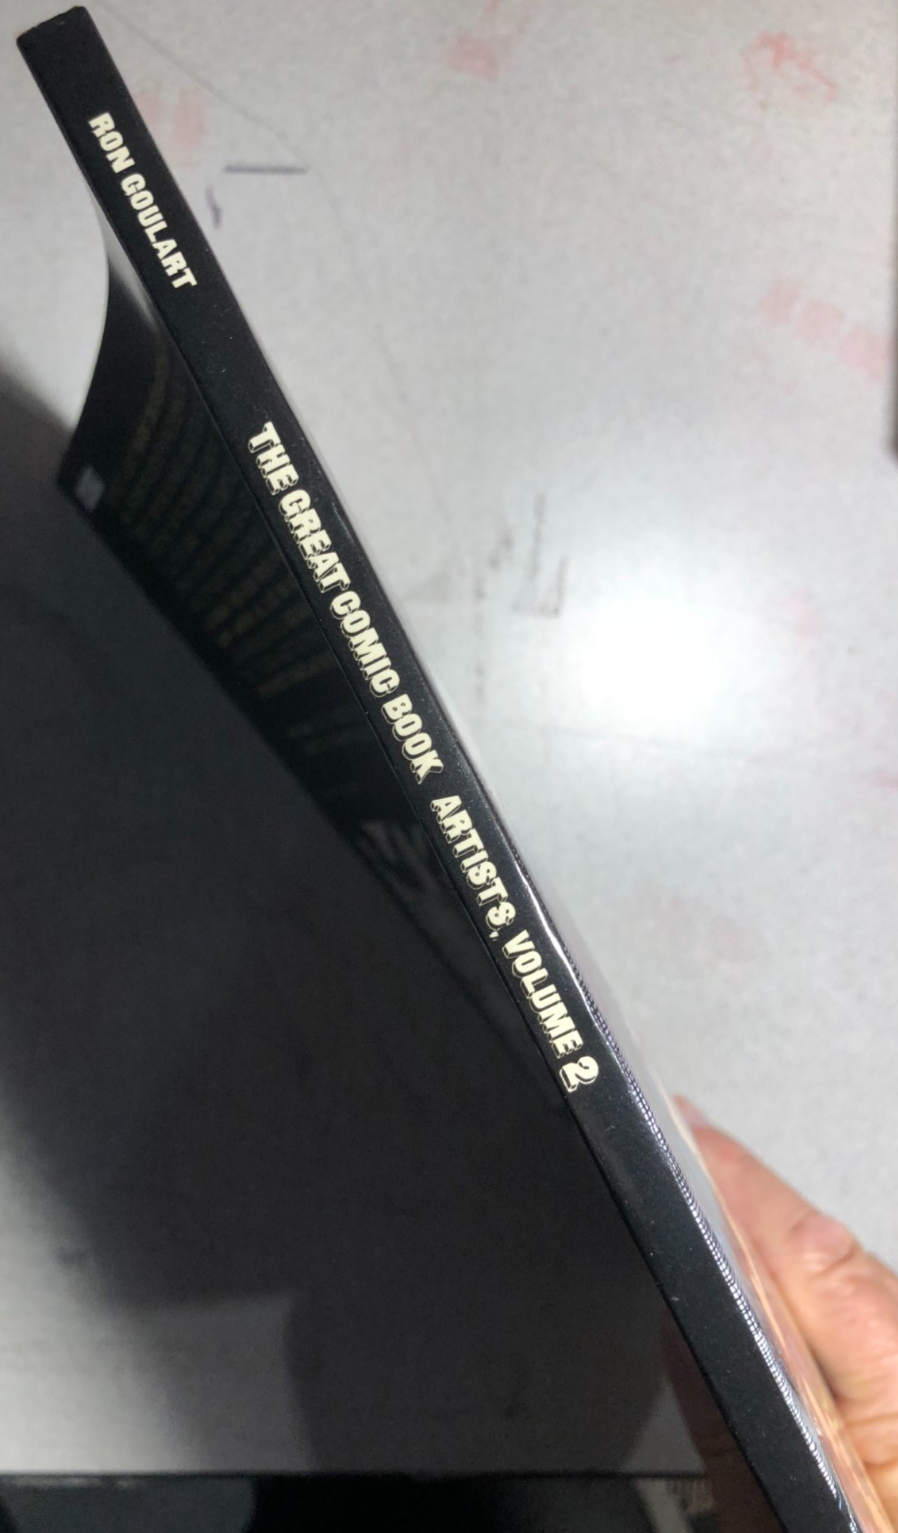 RON GOULART
THE GREAT COMIC BOOK ARTISTS, VOLUME 2